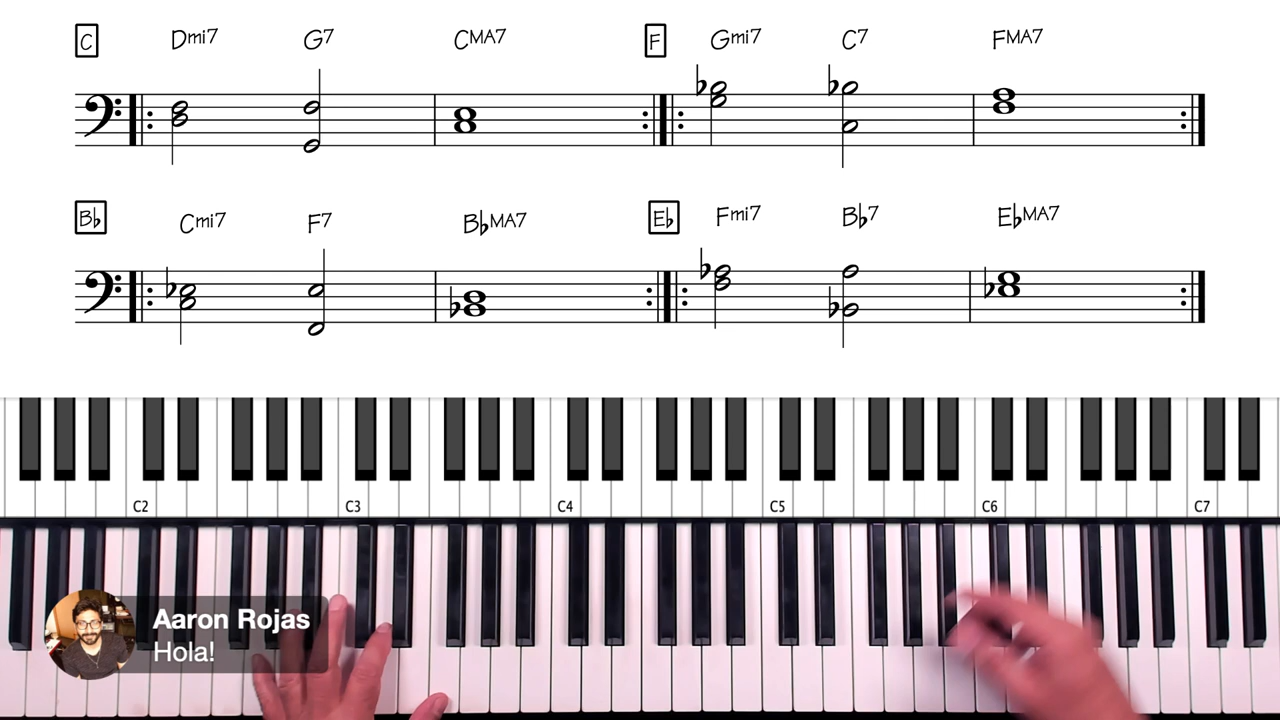 C Dmi7 G7 CMA7 F Gmi7 C7 FMA7
B♭ Cmi7 F7 B♭MA7 E♭ Fmi7 B♭7 E♭MA7
C2 C3 C4 C5 C6 C7
Aaron Rojas
Hola!